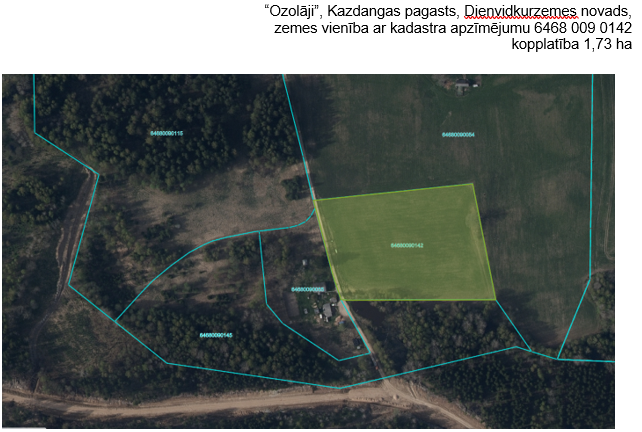 “Ozolāji”, Kazdangas pagasts, Dienvidkurzemes novads,
zemes vienība ar kadastra apzīmējumu 6468 009 0142
kopplatība 1,73 ha
64680090115
64680090084
64680090142
64680090145